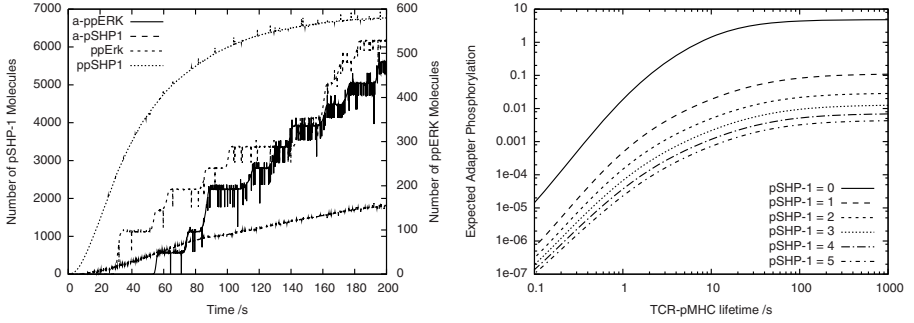 Number of pSHP-1 Molecules
7000
6000
5000
4000
3000
2000
1000
0
a-ppERK
a-pSHP1
ppErk
ppSHP1
600
500
400
300
200
100
0
Number of ppERK Molecules
0 20 40 60 80 100 120 140 160 180 200
Time /s
Expected Adapter Phosphorylation
10
1
0.1
0.01
0.001
1e-04
1e-05
1e-06
1e-07
pSHP-1 = 0
pSHP-1 = 1
pSHP-1 = 2
pSHP-1 = 3
pSHP-1 = 4
pSHP-1 = 5
0.1 1 10 100 1000
TCR-pMHC lifetime /s